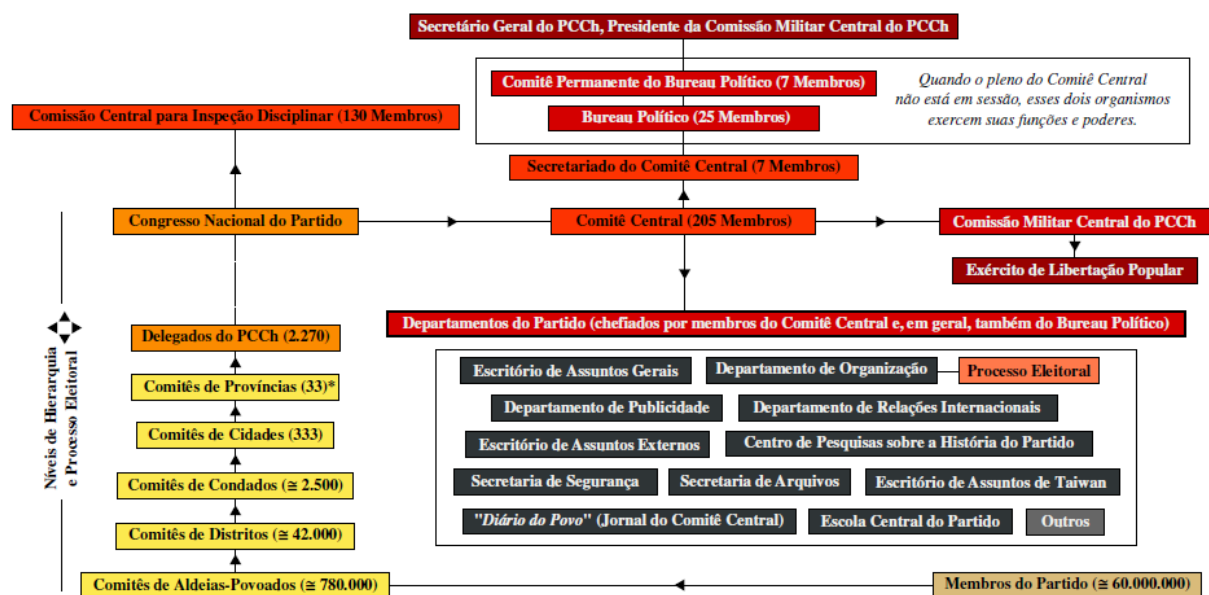 Secretário Geral do PCCh, Presidente da Comissão Militar Central do PCCh
Comitê Permanente do Bureau Político (7 Membros)
Quando o pleno do Comitê Central
não está em sessão, esses dois organismos
exercem suas funções e poderes.
Bureau Político (25 Membros)
Comissão Central para Inspeção Disciplinar (130 Membros)
Secretariado do Comitê Central (7 Membros)
Congresso Nacional do Partido
Comitê Central (205 Membros)
Comissão Militar Central do PCCh
Exército de Libertação Popular
Níveis de Hierarquia
e Processo Eleitoral
Delegados do PCCh (2.270)
Comitês de Províncias (33)*
Comitês de Cidades (333)
Comitês de Condados (≅ 2.500)
Comitês de Distritos (≅ 42.000)
Comitês de Aldeias-Povoados (≅ 780.000)
Departamentos do Partido (chefiados por membros do Comitê Central e, em geral, também do Bureau Político)
Escritório de Assuntos Gerais
Departamento de Organização
Processo Eleitoral
Departamento de Publicidade
Departamento de Relações Internacionais
Escritório de Assuntos Externos
Centro de Pesquisas sobre a História do Partido
Secretaria de Segurança
Secretaria de Arquivos
Escritório de Assuntos de Taiwan
"Diário do Povo" (Jornal do Comitê Central)
Escola Central do Partido
Outros
Membros do Partido (≅ 60.000.000)